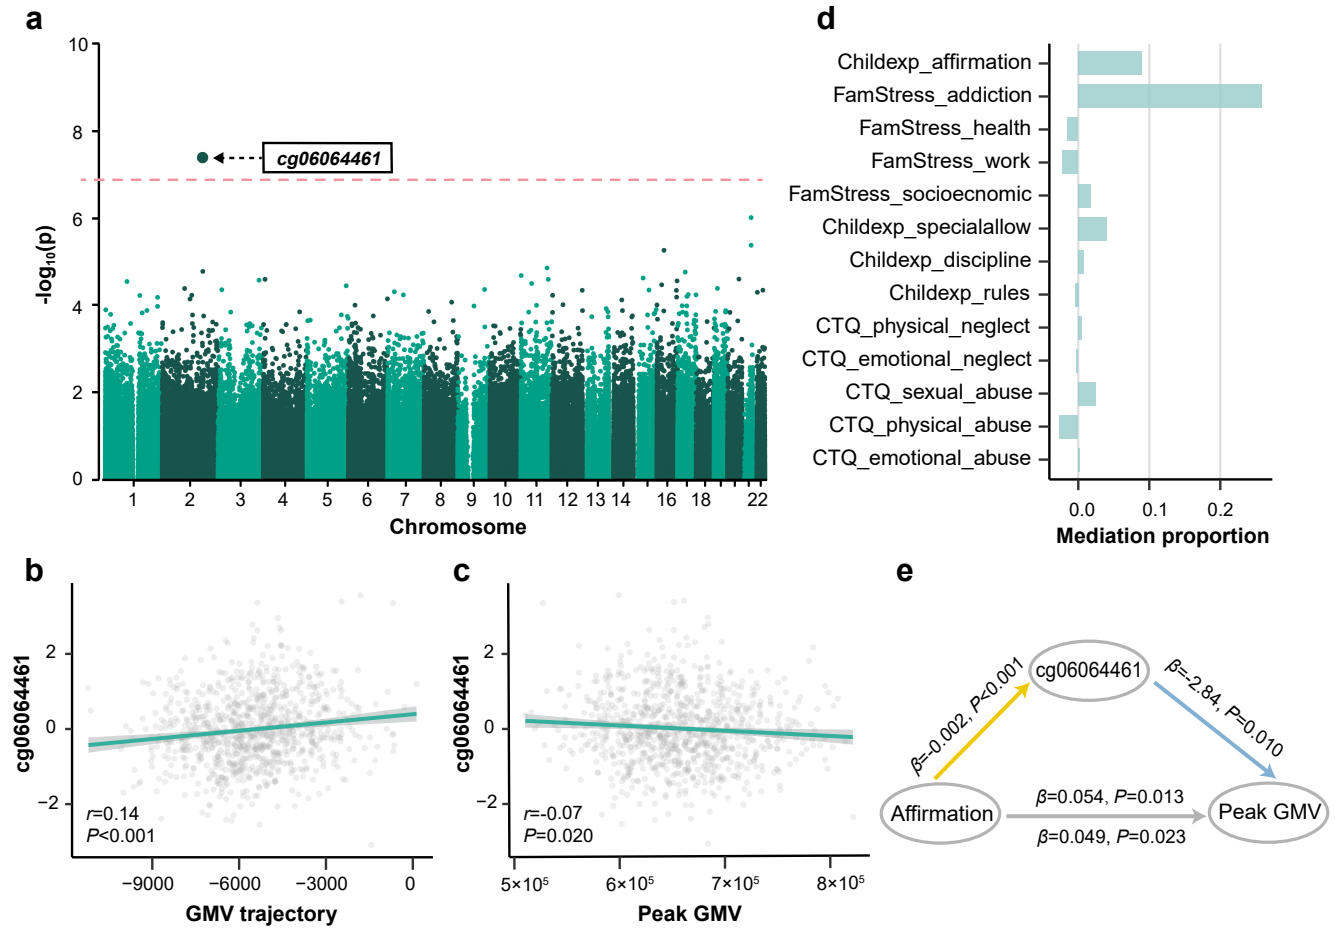 a
10
8
6
4
2
0
-log₁₀(p)
cg06064461
1 2 3 4 5 6 7 8 9 10 11 12 13 14 16 18 22
Chromosome
d
Childexp_affirmation
FamStress_addiction
FamStress_health
FamStress_work
FamStress_socioecnomic
Childexp_specialallow
Childexp_discipline
Childexp_rules
CTQ_physical_neglect
CTQ_emotional_neglect
CTQ_sexual_abuse
CTQ_physical_abuse
CTQ_emotional_abuse
0.0 0.1 0.2
Mediation proportion
b
cg06064461
2
0
−2
r=0.14
P<0.001
−9000 −6000 −3000 0
GMV trajectory
c
cg06064461
2
0
−2
r=-0.07
P=0.020
5×10⁵ 6×10⁵ 7×10⁵ 8×10⁵
Peak GMV
e
cg06064461
β=-0.002, P<0.001
β=-2.84, P=0.010
Affirmation
β=0.054, P=0.013
β=0.049, P=0.023
Peak GMV